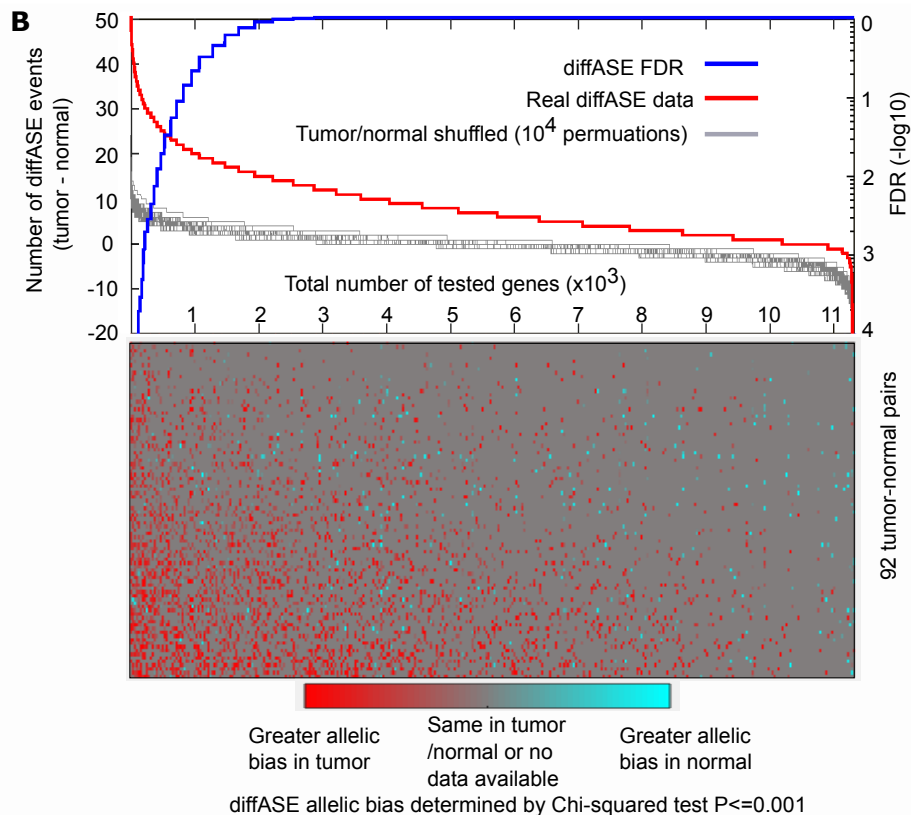 B
50
40
30
20
10
0
-10
-20
Number of diffASE events
(tumor - normal)
diffASE FDR
Real diffASE data
Tumor/normal shuffled (10⁴ permuations)
0
1
2
3
4
FDR (-log10)
Total number of tested genes (x10³)
1 2 3 4 5 6 7 8 9 10 11
92 tumor-normal pairs
Greater allelic
bias in tumor
Same in tumor
/normal or no
data available
Greater allelic
bias in normal
diffASE allelic bias determined by Chi-squared test P<=0.001